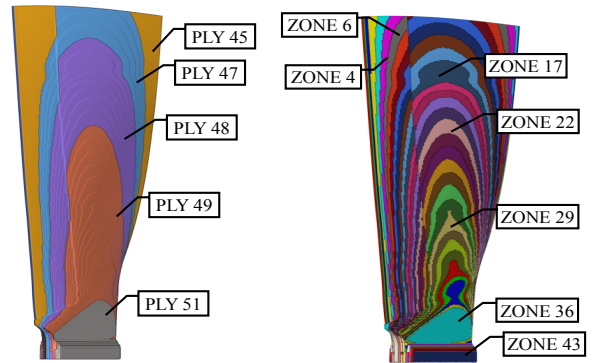 PLY 45
PLY 47
PLY 48
PLY 49
PLY 51
ZONE 6
ZONE 4
ZONE 17
ZONE 22
ZONE 29
ZONE 36
ZONE 43